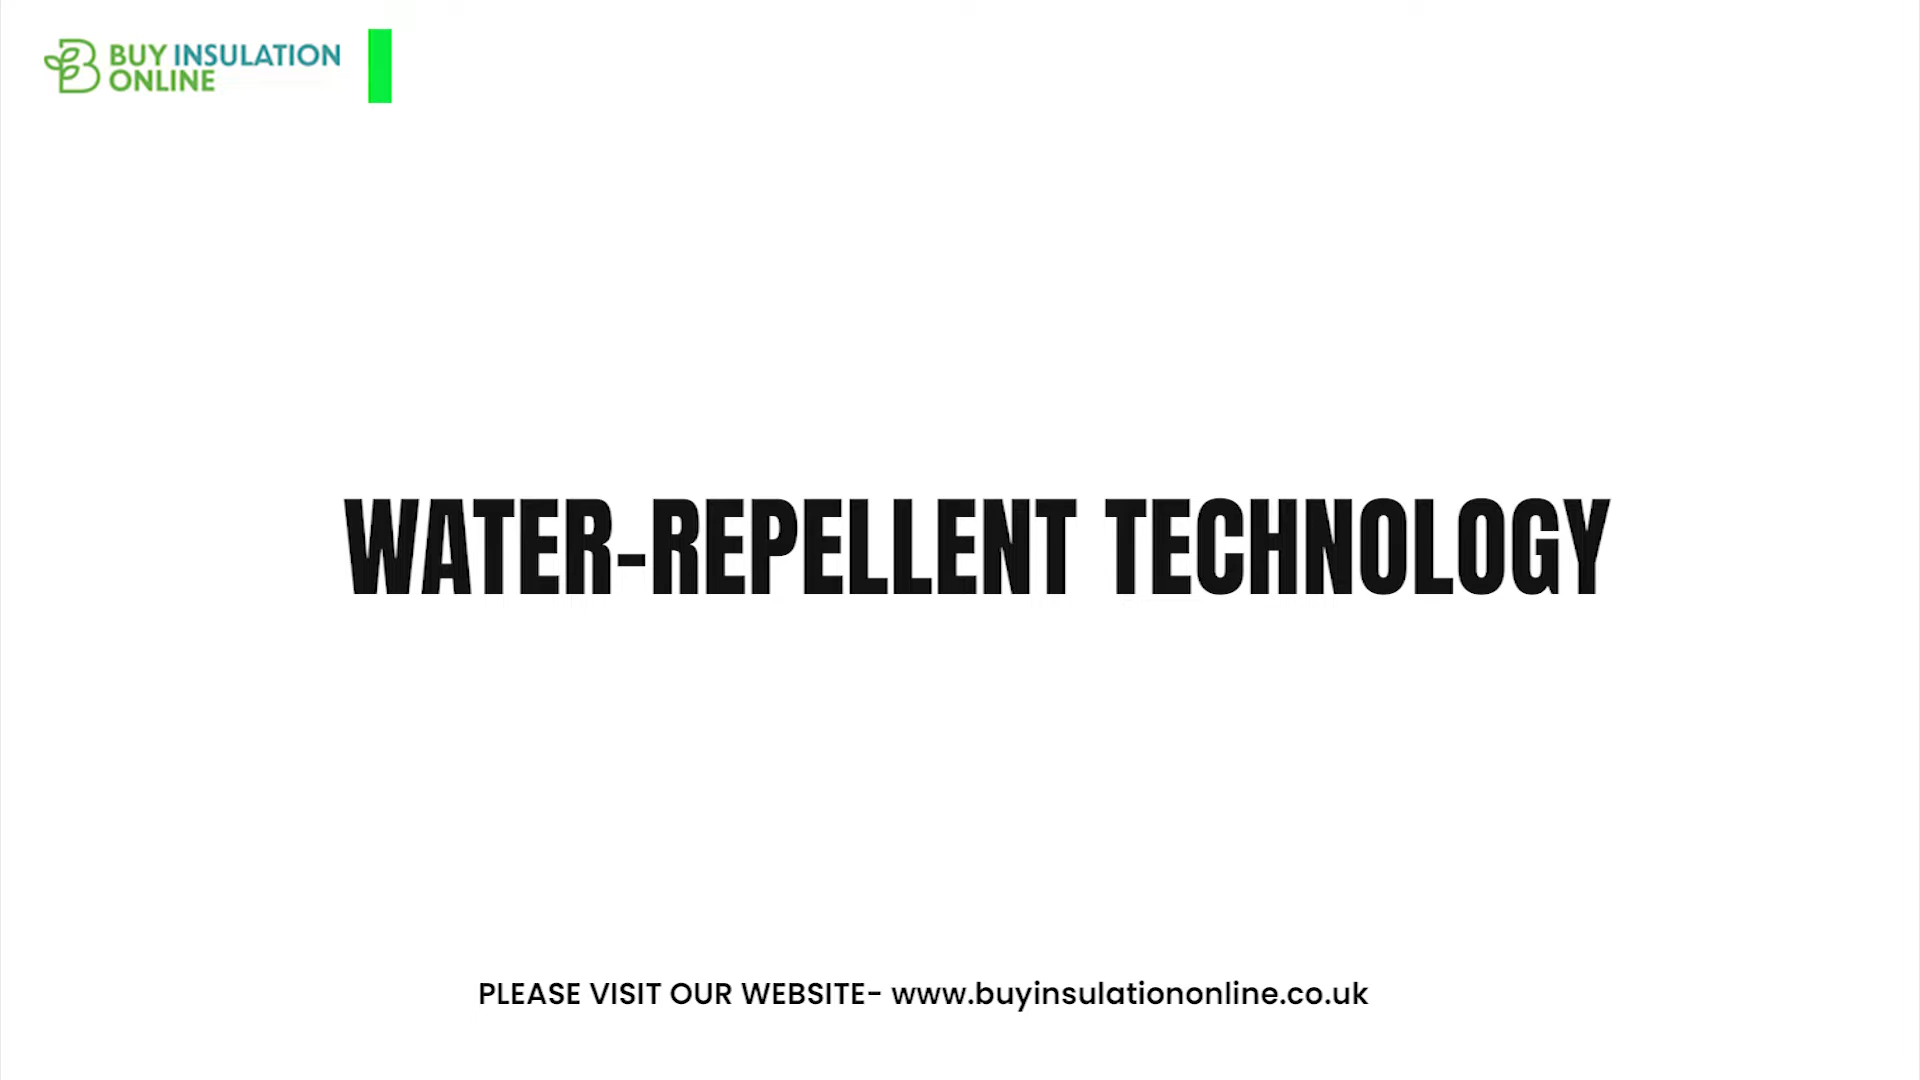 BUY INSULATION
ONLINE
WATER-REPELLENT TECHNOLOGY
PLEASE VISIT OUR WEBSITE- www.buyinsulationonline.co.uk